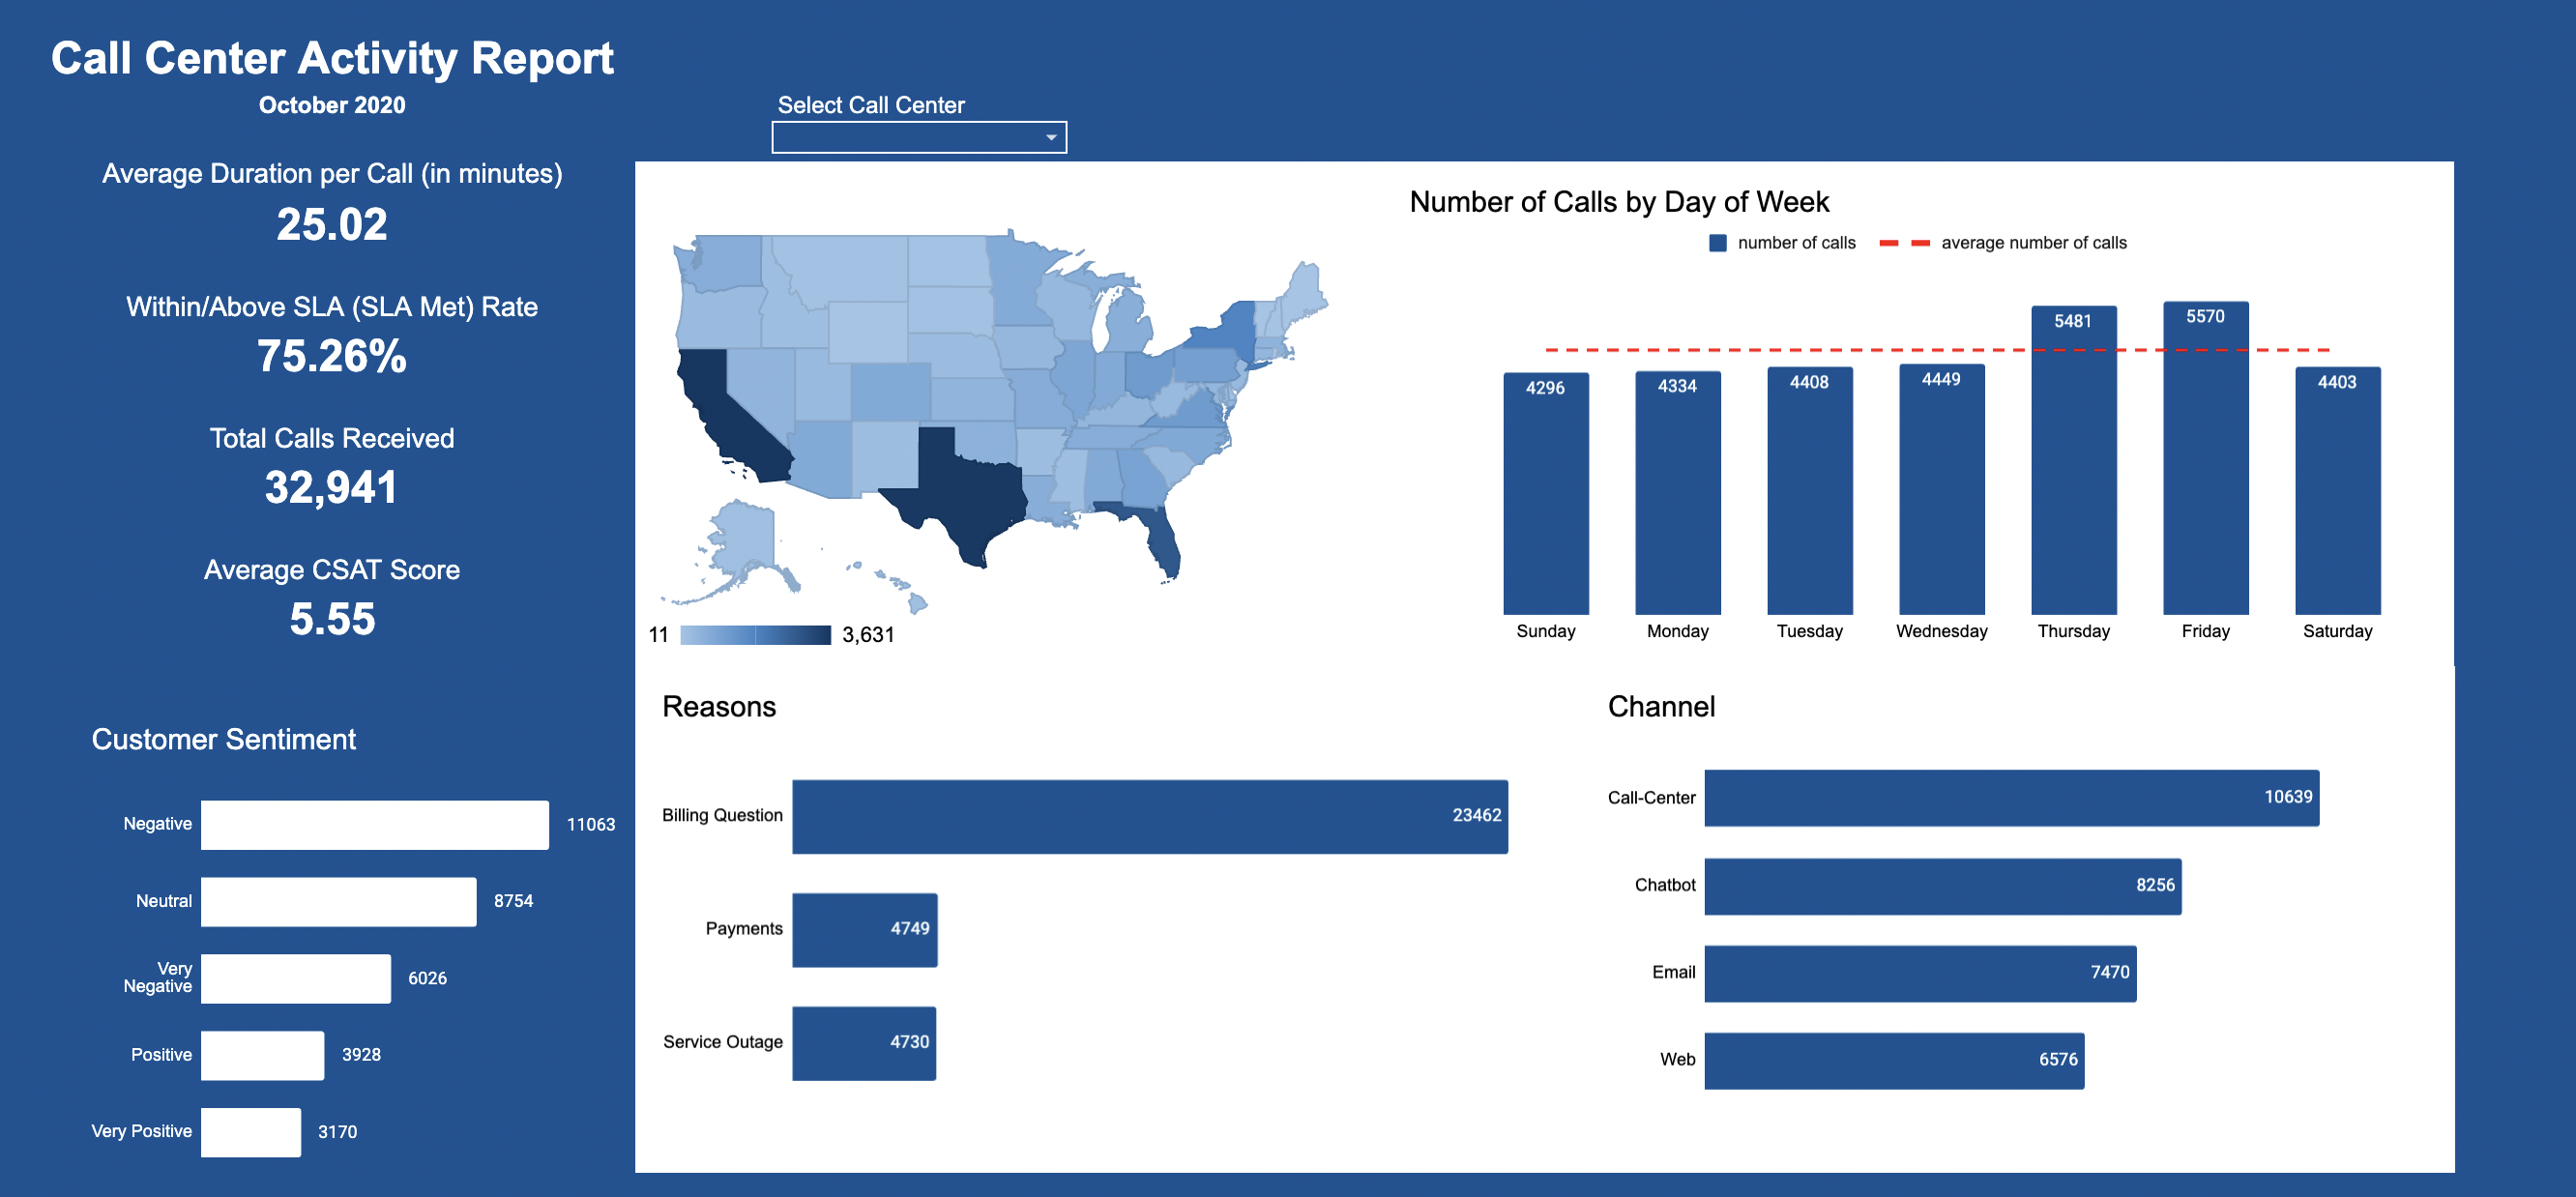 Call Center Activity Report
October 2020
Select Call Center
Average Duration per Call (in minutes)
25.02
Within/Above SLA (SLA Met) Rate
75.26%
Total Calls Received
32,941
Average CSAT Score
5.55
11
3,631
Number of Calls by Day of Week
number of calls
average number of calls
4296
4334
4408
4449
5481
5570
4403
Sunday
Monday
Tuesday
Wednesday
Thursday
Friday
Saturday
Customer Sentiment
Negative 11063
Neutral 8754
Very
Negative 6026
Positive 3928
Very Positive 3170
Reasons
Billing Question 23462
Payments 4749
Service Outage 4730
Channel
Call-Center 10639
Chatbot 8256
Email 7470
Web 6576